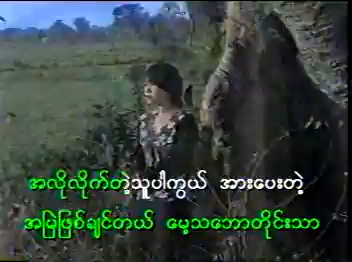 အလိုလိုက်တဲ့သူပါကွယ် အားပေးတဲ့
အမြဲဖြစ်ချင်တယ် မေ့သဘောတိုင်းသာ